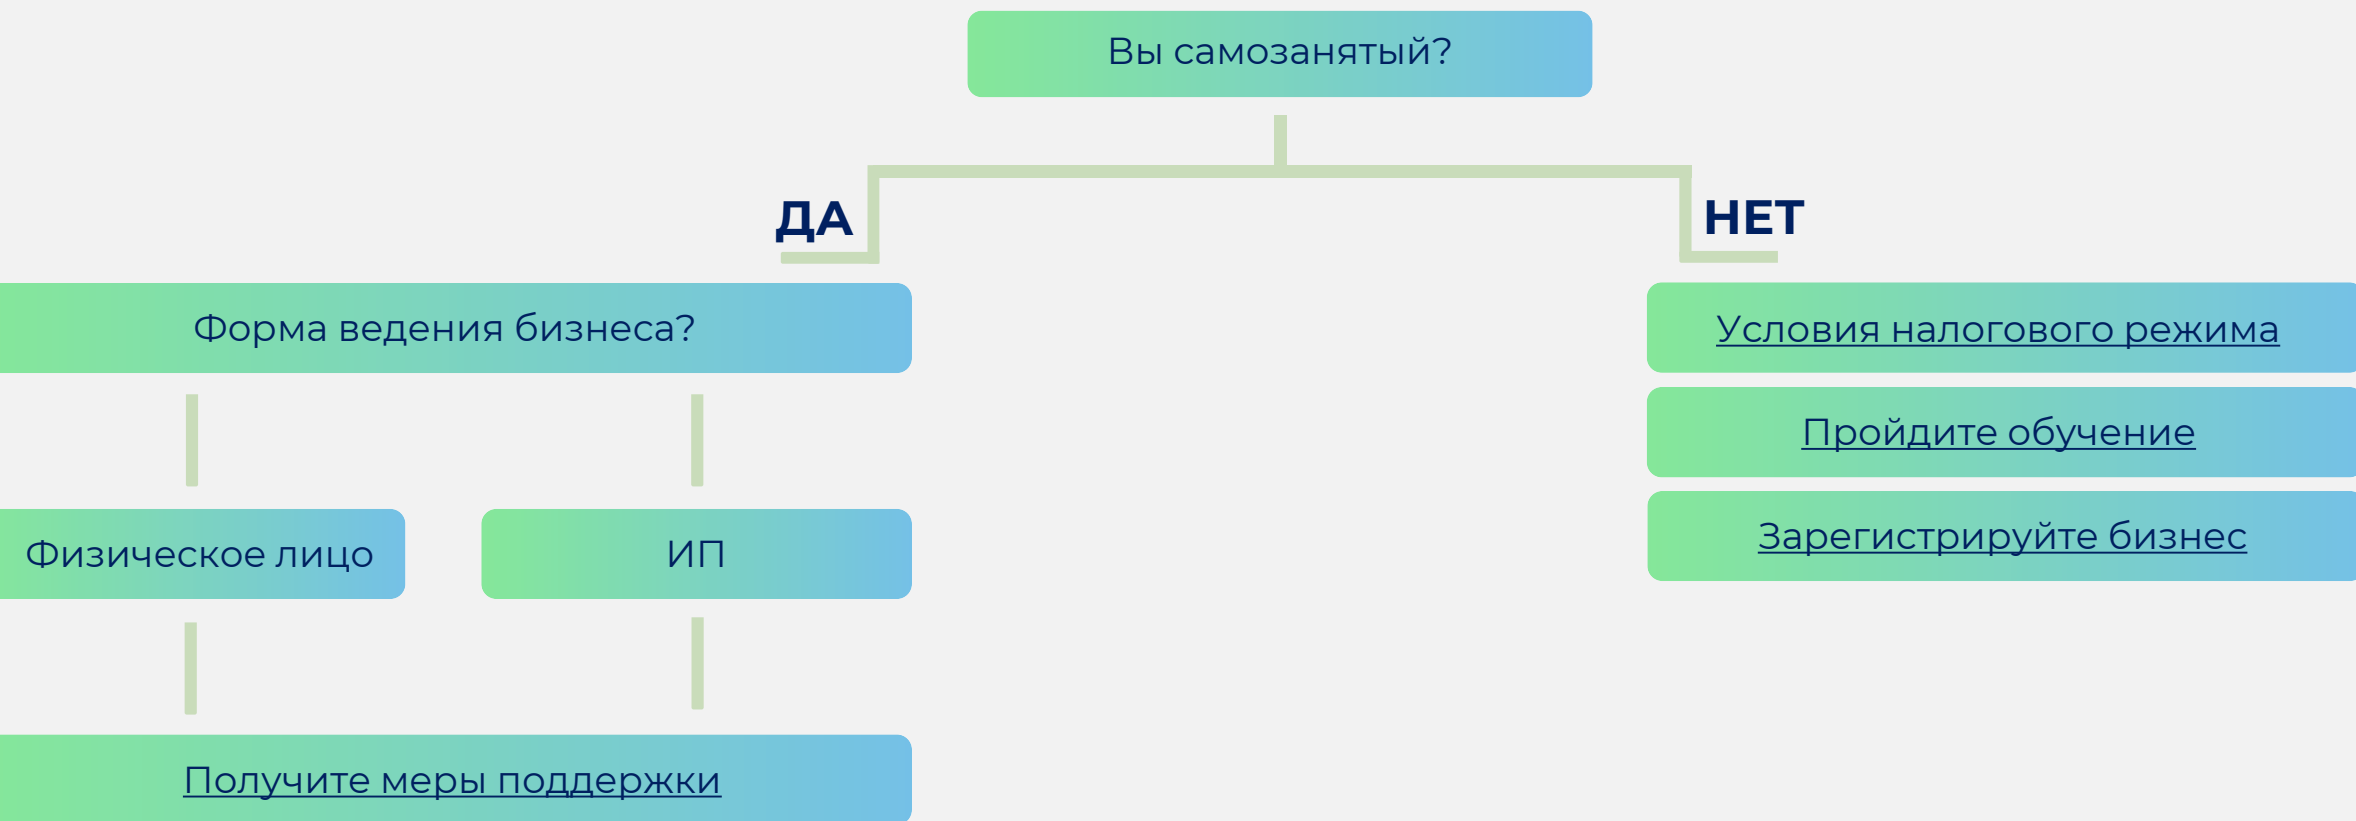 Вы самозанятый?
ДА
НЕТ
Форма ведения бизнеса?
Условия налогового режима
Пройдите обучение
Зарегистрируйте бизнес
Физическое лицо
ИП
Получите меры поддержки